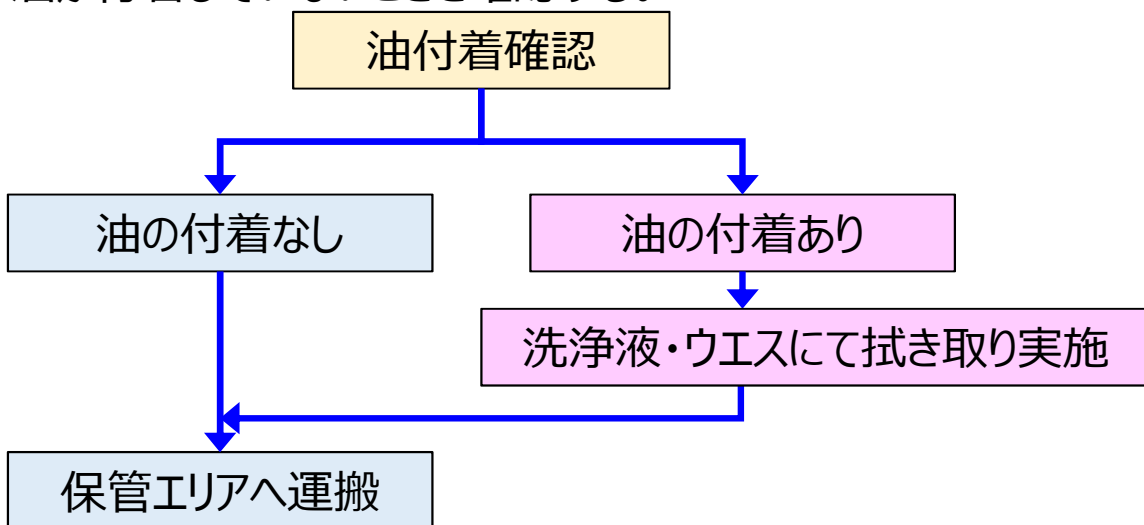 油付着確認
油の付着なし
油の付着あり
洗浄液・ウエスにて拭き取り実施
保管エリアへ運搬